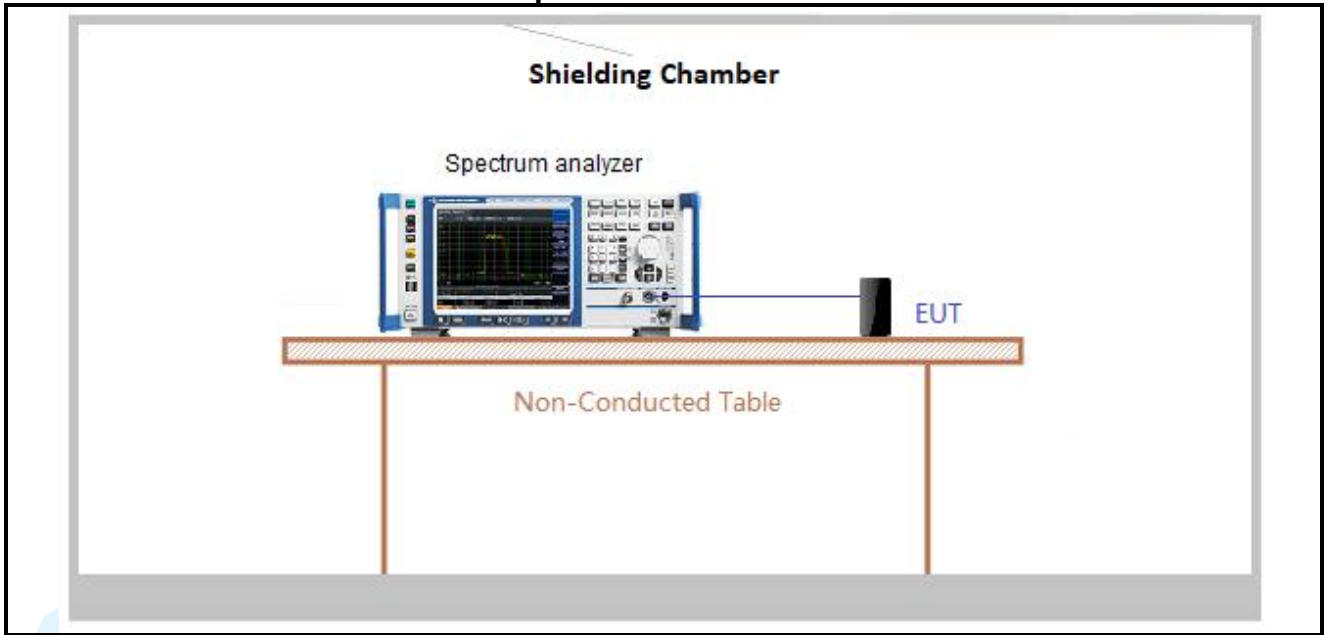 Shielding Chamber
Spectrum analyzer
EUT
Non-Conducted Table